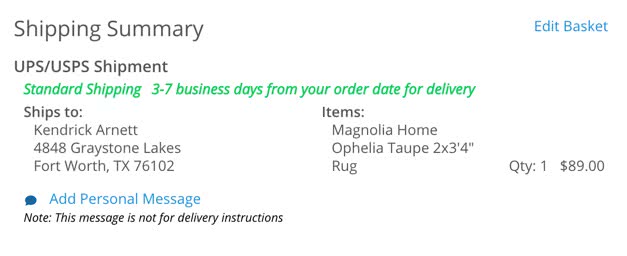 Shipping Summary
Edit Basket
UPS/USPS Shipment
Standard Shipping 3-7 business days from your order date for delivery
Ships to:
Kendrick Arnett
4848 Graystone Lakes
Fort Worth, TX 76102
Items:
Magnolia Home
Ophelia Taupe 2x3'4"
Rug
Qty: 1 $89.00
Add Personal Message
Note: This message is not for delivery instructions